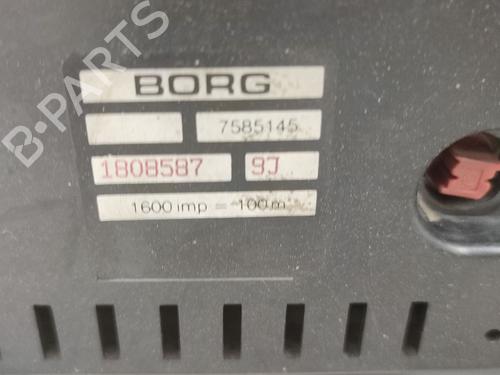 BORG
7585145
1808587 9J
1600 imp = 100 m
B-PARTS